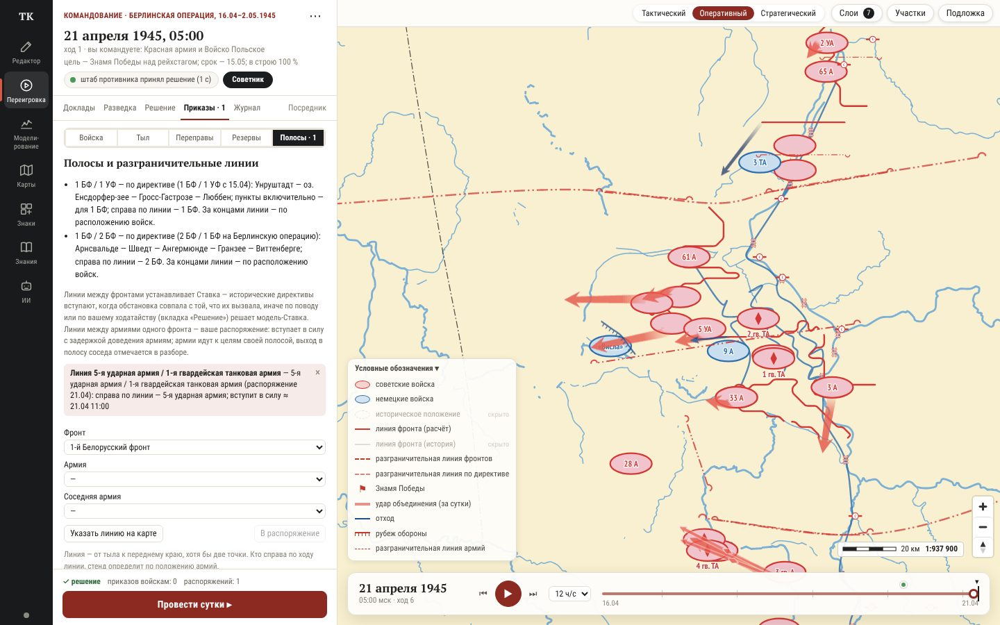 ТК
Редактор
Переигровка
Модели-
рование
Карты
Знаки
Знания
ИИ
КОМАНДОВАНИЕ · БЕРЛИНСКАЯ ОПЕРАЦИЯ, 16.04–2.05.1945
21 апреля 1945, 05:00
ход 1 · вы командуете: Красная армия и Войско Польское
цель — Знамя Победы над рейхстагом; срок — 15.05; в строю 100 %
штаб противника принял решение (1 с)
Советник
Доклады
Разведка
Решение
Приказы · 1
Журнал
Посредник
Войска
Тыл
Переправы
Резервы
Полосы · 1
Полосы и разграничительные линии
• 1 БФ / 1 УФ — по директиве (1 БФ / 1 УФ с 15.04): Унруштадт — оз.
Енсдорфер-зее — Гросс-Гастрозе — Люббен; пункты включительно —
для 1 БФ; справа по линии — 1 БФ. За концами линии — по
расположению войск.
• 1 БФ / 2 БФ — по директиве (2 БФ / 1 БФ на Берлинскую операцию):
Арнсвальде — Шведт — Ангермюнде — Гранзее — Виттенберге;
справа по линии — 2 БФ. За концами линии — по расположению
войск.
Линии между фронтами устанавливает Ставка — исторические директивы
вступают, когда обстановка совпала с той, что их вызвала, иначе по поводу
или по вашему ходатайству (вкладка «Решение») решает модель-Ставка.
Линии между армиями одного фронта — ваше распоряжение: вступает в силу
с задержкой доведения армиям; армии идут к целям своей полосой, выход в
полосу соседа отмечается в разборе.
Линия 5-я ударная армия / 1-я гвардейская танковая армия — 5-я
ударная армия / 1-я гвардейская танковая армия (распоряжение
21.04): справа по линии — 5-я ударная армия; вступит в силу ≈
21.04 11:00
×
Фронт
1-й Белорусский фронт
Армия
—
Соседняя армия
—
Указать линию на карте
В распоряжение
Линия — от тыла к переднему краю, хотя бы две точки. Кто справа по ходу
линии, стенд определит по положению армий.
✓ решение
приказов войскам: 0
распоряжений: 1
Провести сутки ▸
Тактический
Оперативный
Стратегический
Слои 7
Участки
Подложка
2 УА
65 А
3 ТА
61 А
5 УА
2 гв. ТА
«Висла»
9 А
1 гв. ТА
33 А
3 А
28 А
4 гв. ТА
3 гв. А
Условные обозначения ▾
советские войска
немецкие войска
историческое положение
скрыто
линия фронта (расчёт)
линия фронта (история)
скрыто
разграничительная линия фронтов
разграничительная линия по директиве
Знамя Победы
удар объединения (за сутки)
отход
рубеж обороны
разграничительная линия армий
20 км
1:937 900
21 апреля 1945
05:00 мск · ход 6
12 ч/с
16.04
21.04